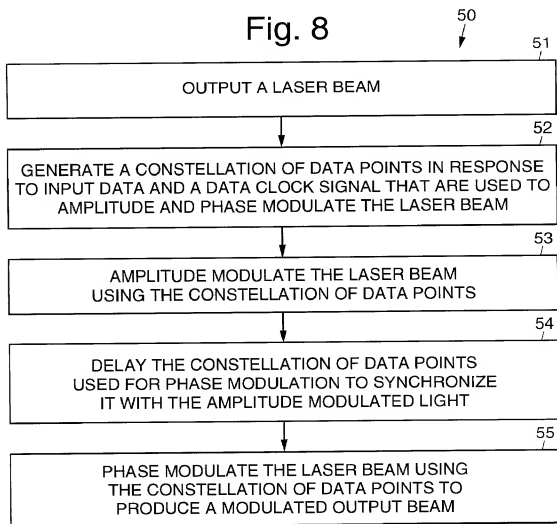 Fig. 8
50
51
OUTPUT A LASER BEAM
52
GENERATE A CONSTELLATION OF DATA POINTS IN RESPONSE
TO INPUT DATA AND A DATA CLOCK SIGNAL THAT ARE USED TO
AMPLITUDE AND PHASE MODULATE THE LASER BEAM
53
AMPLITUDE MODULATE THE LASER BEAM
USING THE CONSTELLATION OF DATA POINTS
54
DELAY THE CONSTELLATION OF DATA POINTS
USED FOR PHASE MODULATION TO SYNCHRONIZE
IT WITH THE AMPLITUDE MODULATED LIGHT
55
PHASE MODULATE THE LASER BEAM USING
THE CONSTELLATION OF DATA POINTS TO
PRODUCE A MODULATED OUTPUT BEAM